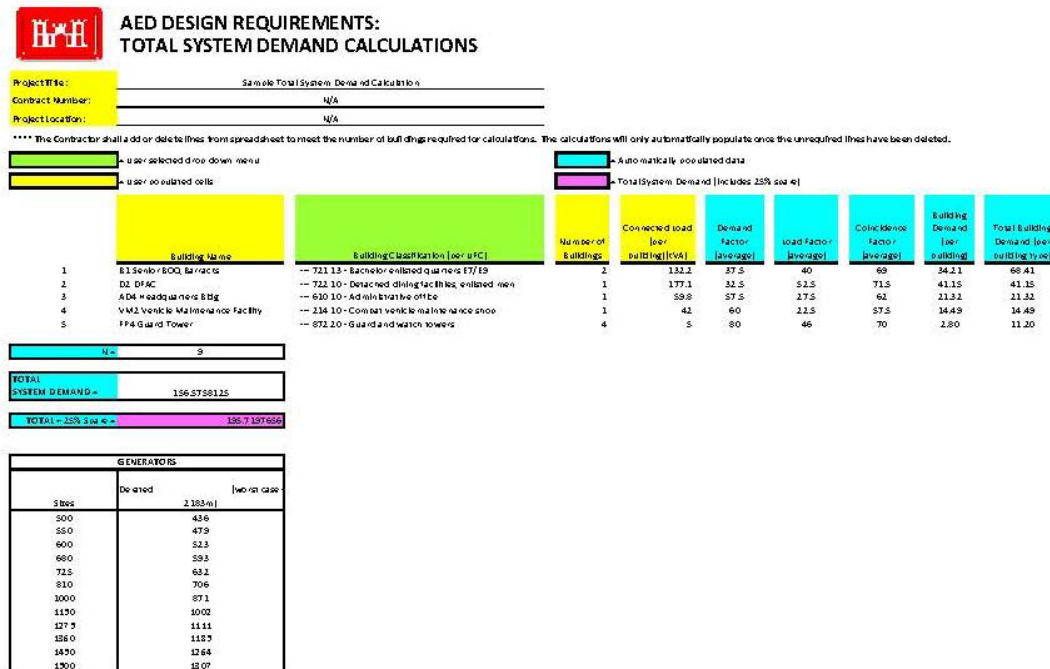 AED DESIGN REQUIREMENTS:
TOTAL SYSTEM DEMAND CALCULATIONS
Project Title: Sample Total System Demand Calculation
Contract Number: N/A
Project Location: N/A
**** The Contractor shall add or delete lines from spreadsheet to meet the number of buildings required for calculations. The calculations will only automatically populate once the unrequired lines have been deleted.
= user selected drop down menu = Automatically populated data
= user populated cells = Total System Demand (includes 25% spare)
Building Name Building Classification (per UFC) Number of Buildings Connected Load (per building)(kVA) Demand Factor (average) Load Factor (average) Coincidence Factor (average) Building Demand (per building) Total Building Demand (per building type)
1 B1 Senior BOQ, Barracks --- 721 13 - Bachelor enlisted quarters E7/E9 2 132.2 37.5 40 69 34.21 68.41
2 D2 DFAC --- 722 10 - Detached dining facilities, enlisted men 1 177.1 32.5 52.5 71.5 41.15 41.15
3 AD4 Headquarters Bldg --- 610 10 - Administrative office 1 59.8 57.5 27.5 62 21.32 21.32
4 VM2 Vehicle Maintenance Facility --- 214 10 - Combat vehicle maintenance shop 1 42 60 22.5 57.5 14.49 14.49
5 FP4 Guard Tower --- 872 20 - Guard and watch towers 4 5 80 46 70 2.80 11.20
N = 9
TOTAL
SYSTEM DEMAND = 156.5758125
TOTAL + 25% Spare = 195.7197656
GENERATORS
Derated (worst case
Sizes 2183m)
500 436
550 479
600 523
680 593
725 632
810 706
1000 871
1150 1002
1275 1111
1360 1185
1450 1264
1500 1307